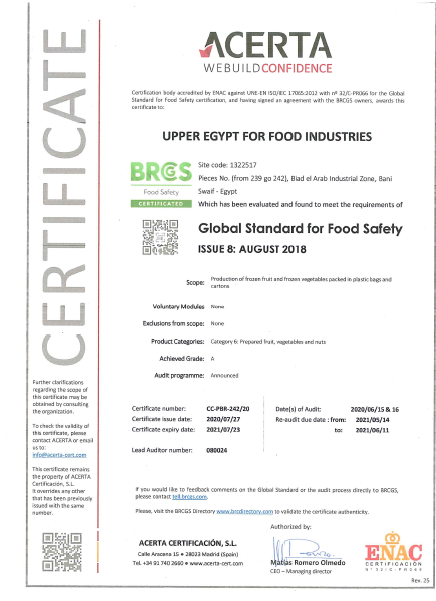 CERTIFICATE
ACERTA
WEBUILDCONFIDENCE
Certification body accredited by ENAC against UNE-EN ISO/IEC 17065:2012 with nº 32/C-PR066 for the Global
Standard for Food Safety certification, and having signed an agreement with the BRCGS owners, awards this
certificate to:
UPPER EGYPT FOR FOOD INDUSTRIES
BRCGS
Food Safety
CERTIFICATED
Site code: 1322517
Pieces No. (from 239 go 242), Blad el Arab Industrial Zone, Bani
Swaif - Egypt
Which has been evaluated and found to meet the requirements of
Global Standard for Food Safety
ISSUE 8: AUGUST 2018
Scope: Production of frozen fruit and frozen vegetables packed in plastic bags and
cartons
Voluntary Modules None
Exclusions from scope: None
Product Categories: Category 6: Prepared fruit, vegetables and nuts
Achieved Grade: A
Audit programme: Announced
Certificate number: CC-PBR-242/20
Certificate issue date: 2020/07/27
Certificate expiry date: 2021/07/23
Lead Auditor number: 080024
Date(s) of Audit: 2020/06/15 & 16
Re-audit due date : from: 2021/05/14
to: 2021/06/11
Further clarifications
regarding the scope of
this certificate may be
obtained by consulting
the organization.
To check the validity of
this certificate, please
contact ACERTA or email
us to:
info@acerta-cert.com
This certificate remains
the property of ACERTA
Certificación, S.L.
It overrides any other
that has been previously
issued with the same
number.
If you would like to feedback comments on the Global Standard or the audit process directly to BRCGS,
please contact tell.brcgs.com.
Please, visit the BRCGS Directory www.brcdirectory.com to validate the certificate authenticity.
Authorized by:
ACERTA CERTIFICACIÓN, S.L.
Calle Aracena 15 • 28023 Madrid (Spain)
Tel. +34 91 740 2660 • www.acerta-cert.com
Matías Romero Olmedo
CEO – Managing director
ENAC
CERTIFICACIÓN
Nº 32/C-PR066
Rev. 25